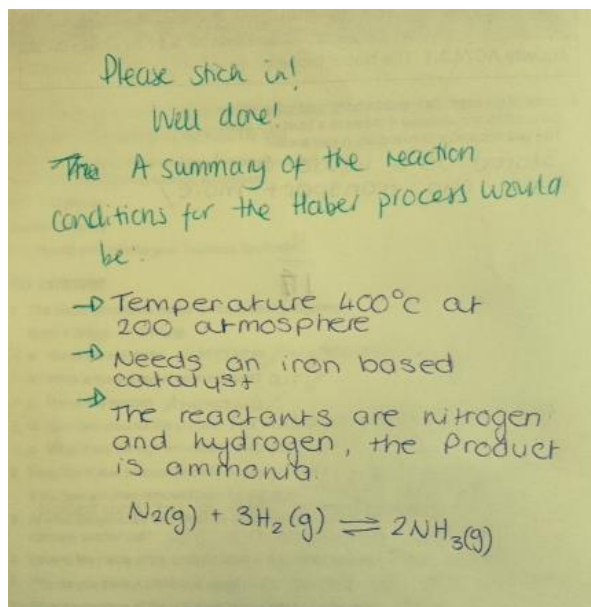 Please stick in!
Well done!
The A summary of the reaction
conditions for the Haber process would
be:
→ Temperature 400°c at
200 atmosphere
→ Needs an iron based
catalyst
→ The reactants are nitrogen
and hydrogen, the Product
is ammonia.
N2(g) + 3H₂(g) ⇌ 2NH₃(g)